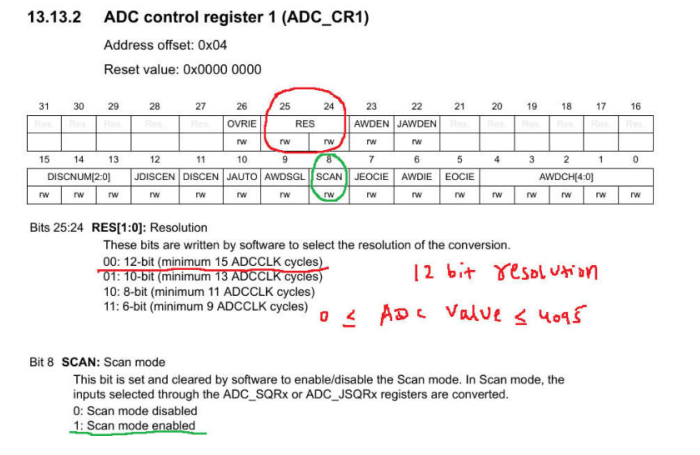 13.13.2 ADC control register 1 (ADC_CR1)
Address offset: 0x04
Reset value: 0x0000 0000
31 30 29 28 27 26 25 24 23 22 21 20 19 18 17 16
Res. Res. Res. Res. Res. OVRIE RES AWDEN JAWDEN Res. Res. Res. Res. Res. Res.
rw rw rw rw rw
15 14 13 12 11 10 9 8 7 6 5 4 3 2 1 0
DISCNUM[2:0] JDISCEN DISCEN JAUTO AWDSGL SCAN JEOCIE AWDIE EOCIE AWDCH[4:0]
rw rw rw rw rw rw rw rw rw rw rw rw rw rw rw rw
Bits 25:24 RES[1:0]: Resolution
These bits are written by software to select the resolution of the conversion.
00: 12-bit (minimum 15 ADCCLK cycles)
01: 10-bit (minimum 13 ADCCLK cycles)
12 bit resolution
10: 8-bit (minimum 11 ADCCLK cycles)
11: 6-bit (minimum 9 ADCCLK cycles)
0 ≤ ADC Value ≤ 4095
Bit 8 SCAN: Scan mode
This bit is set and cleared by software to enable/disable the Scan mode. In Scan mode, the
inputs selected through the ADC_SQRx or ADC_JSQRx registers are converted.
0: Scan mode disabled
1: Scan mode enabled